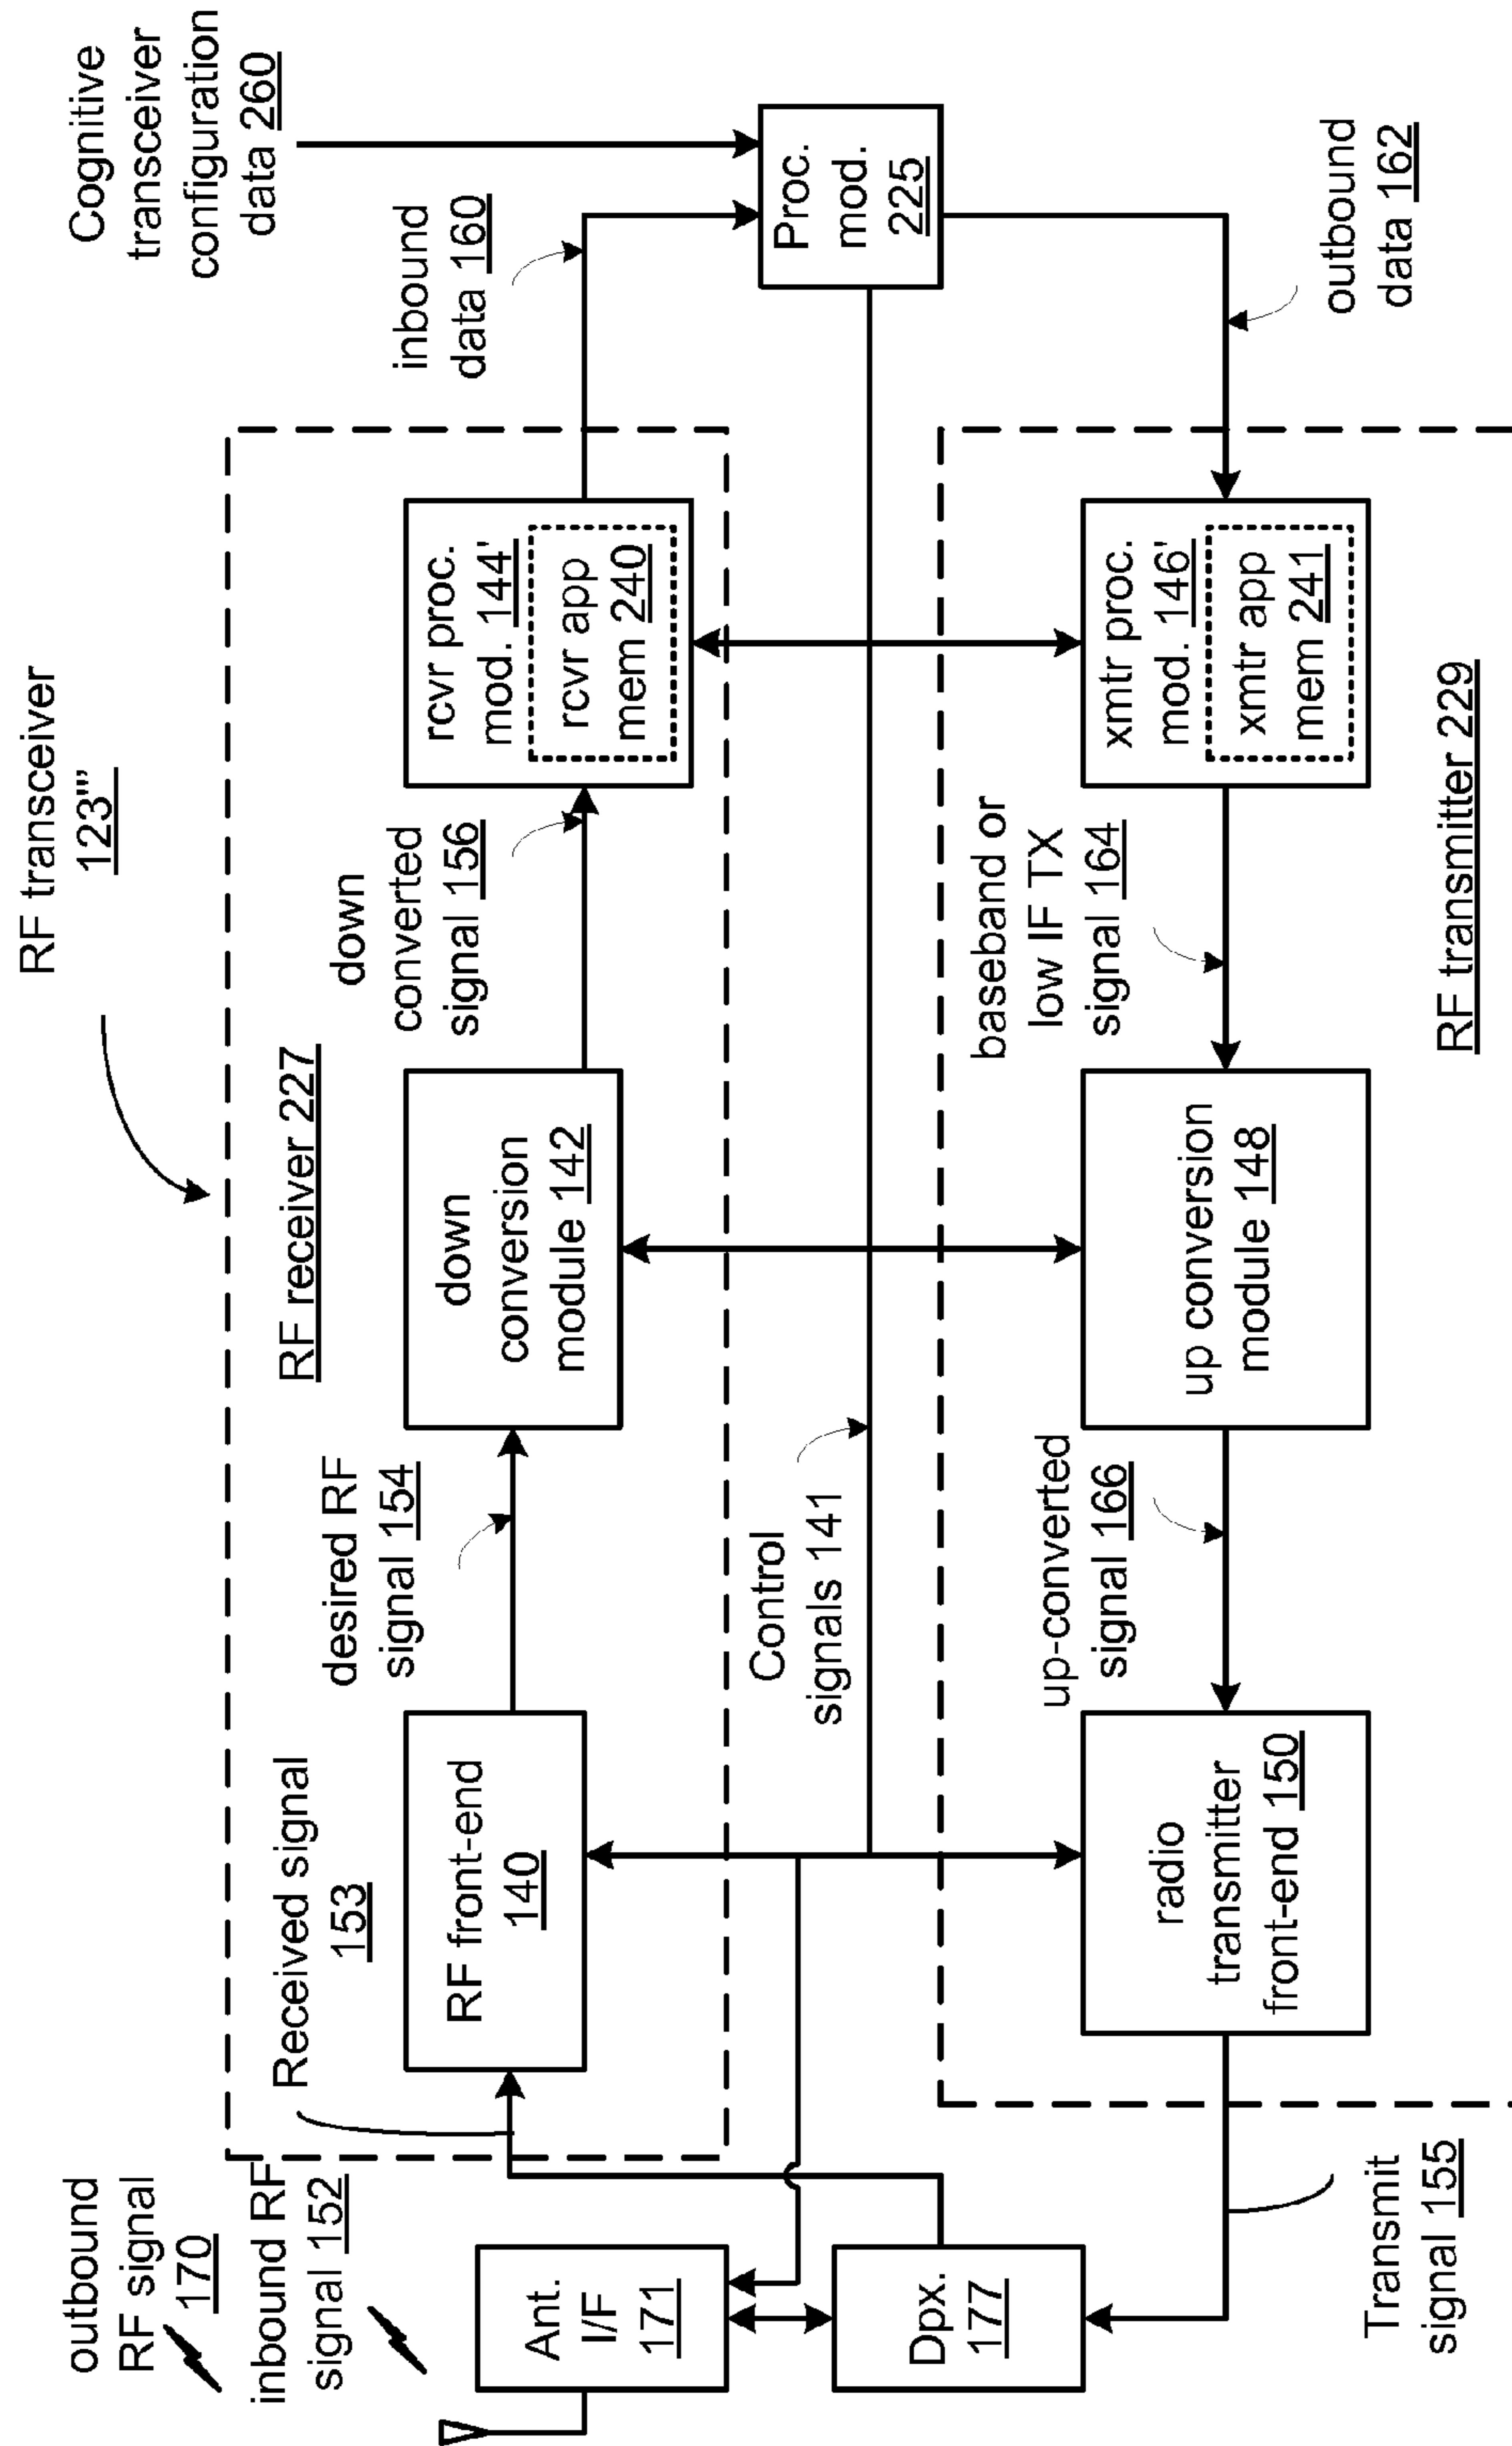 RF transceiver
123'''
Cognitive
transceiver
configuration
data 260
outbound
RF signal
170
inbound RF
signal 152
Received signal
153
RF receiver 227
desired RF
signal 154
down
converted
signal 156
inbound
data 160
Ant.
I/F
171
RF front-end
140
down
conversion
module 142
rcvr proc.
mod. 144'
rcvr app
mem 240
Proc.
mod.
225
Control
signals 141
Dpx.
177
up-converted
signal 166
baseband or
low IF TX
signal 164
radio
transmitter
front-end 150
up conversion
module 148
xmtr proc.
mod. 146'
xmtr app
mem 241
outbound
data 162
Transmit
signal 155
RF transmitter 229